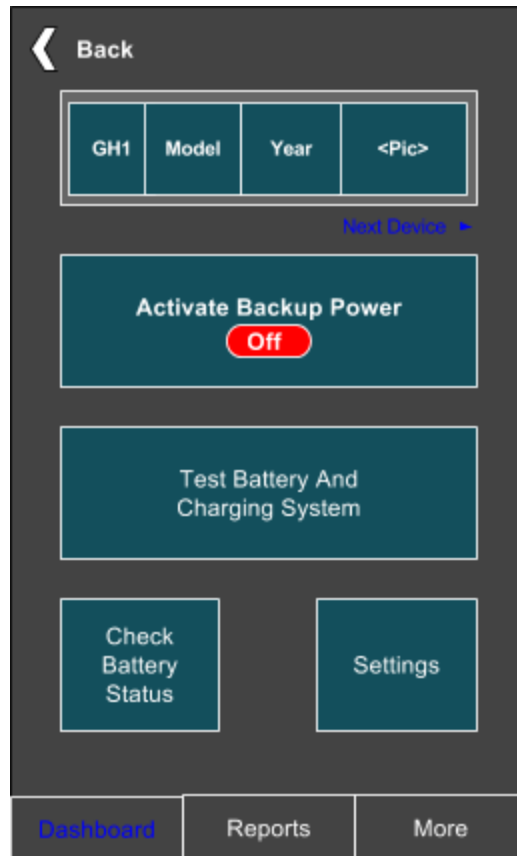 Back
GH1 Model Year <Pic>
Next Device ►
Activate Backup Power
Off
Test Battery And
Charging System
Check
Battery
Status
Settings
Dashboard Reports More